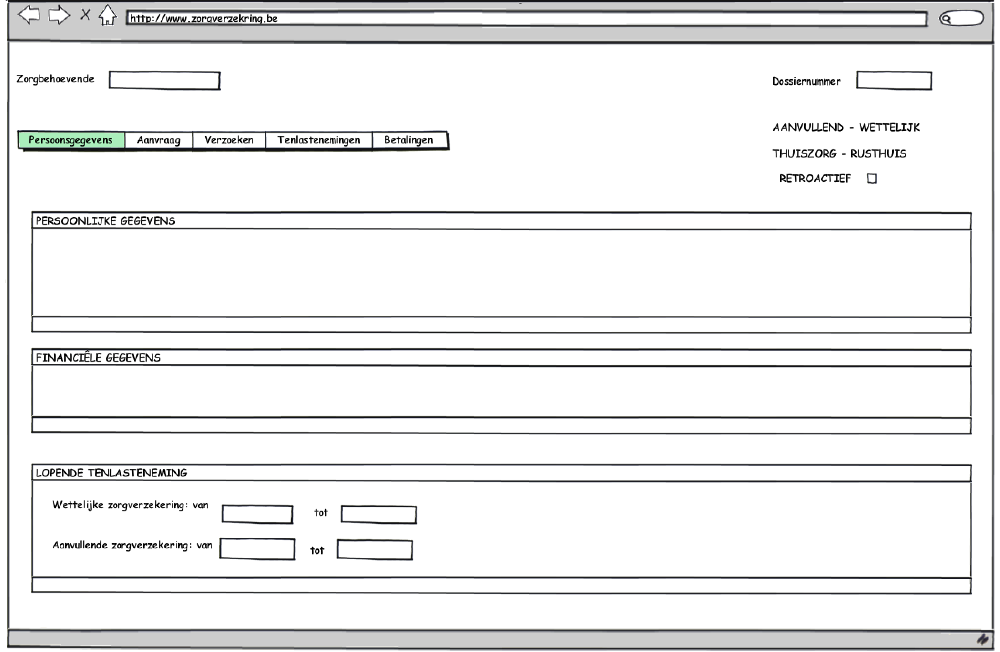 http://www.zorgverzekring.be
Zorgbehoevende
Dossiernummer
AANVULLEND - WETTELIJK
Persoonsgegevens Aanvraag Verzoeken Tenlastenemingen Betalingen
THUISZORG - RUSTHUIS
RETROACTIEF
PERSOONLIJKE GEGEVENS
FINANCIÊLE GEGEVENS
LOPENDE TENLASTENEMING
Wettelijke zorgverzekering: van tot
Aanvullende zorgverzekering: van tot